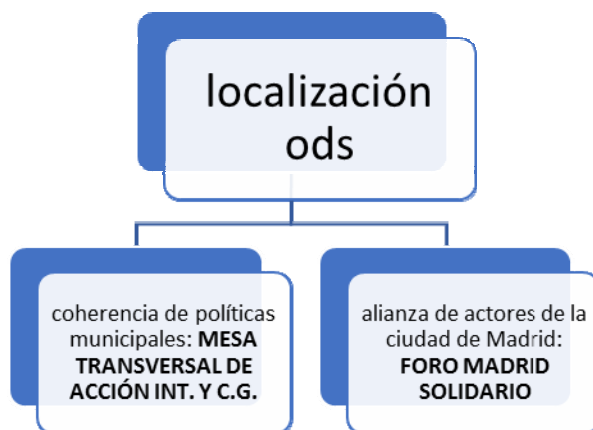 localización
ods
coherencia de políticas
municipales: MESA
TRANSVERSAL DE
ACCIÓN INT. Y C.G.
alianza de actores de la
ciudad de Madrid:
FORO MADRID
SOLIDARIO